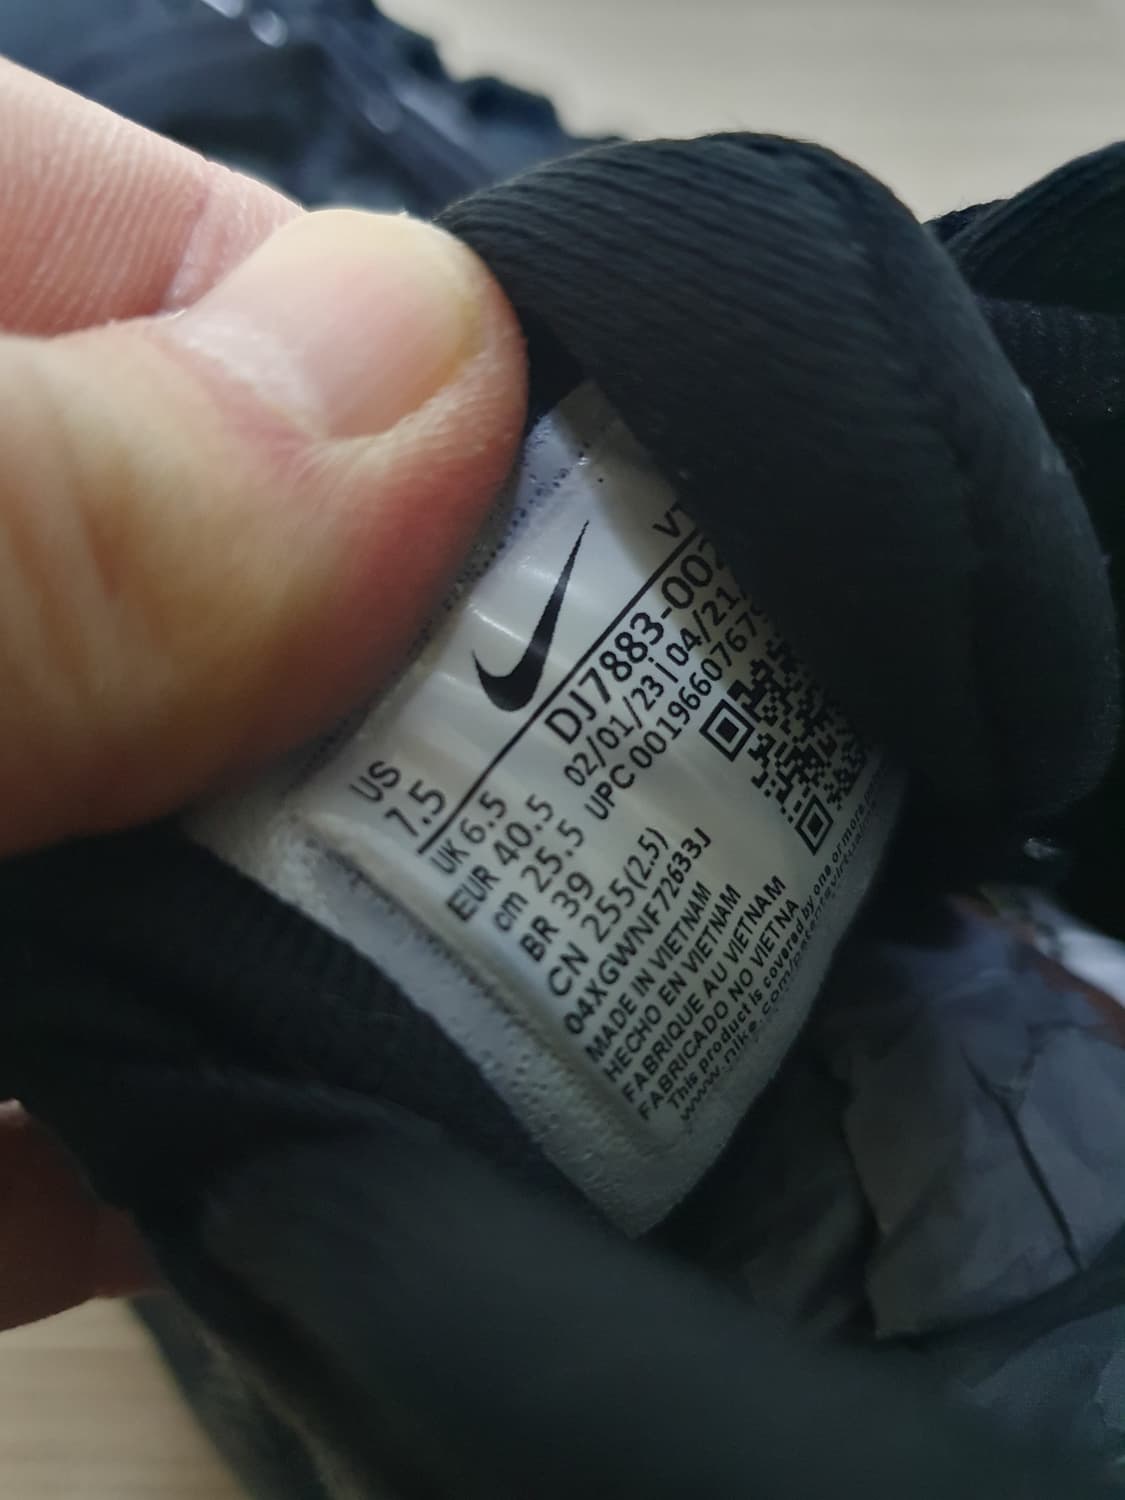 US
7.5
UK 6.5
EUR 40.5
cm 25.5
BR 39
CN 255(2.5)
04XGWNF72633J
MADE IN VIETNAM
HECHO EN VIETNAM
FABRIQUE AU VIETNAM
FABRICADO NO VIETNA
This product is covered by one or more
www.nike.com/patents
DJ7883-002
02/01/23 | 04/21/
UPC 0019660767